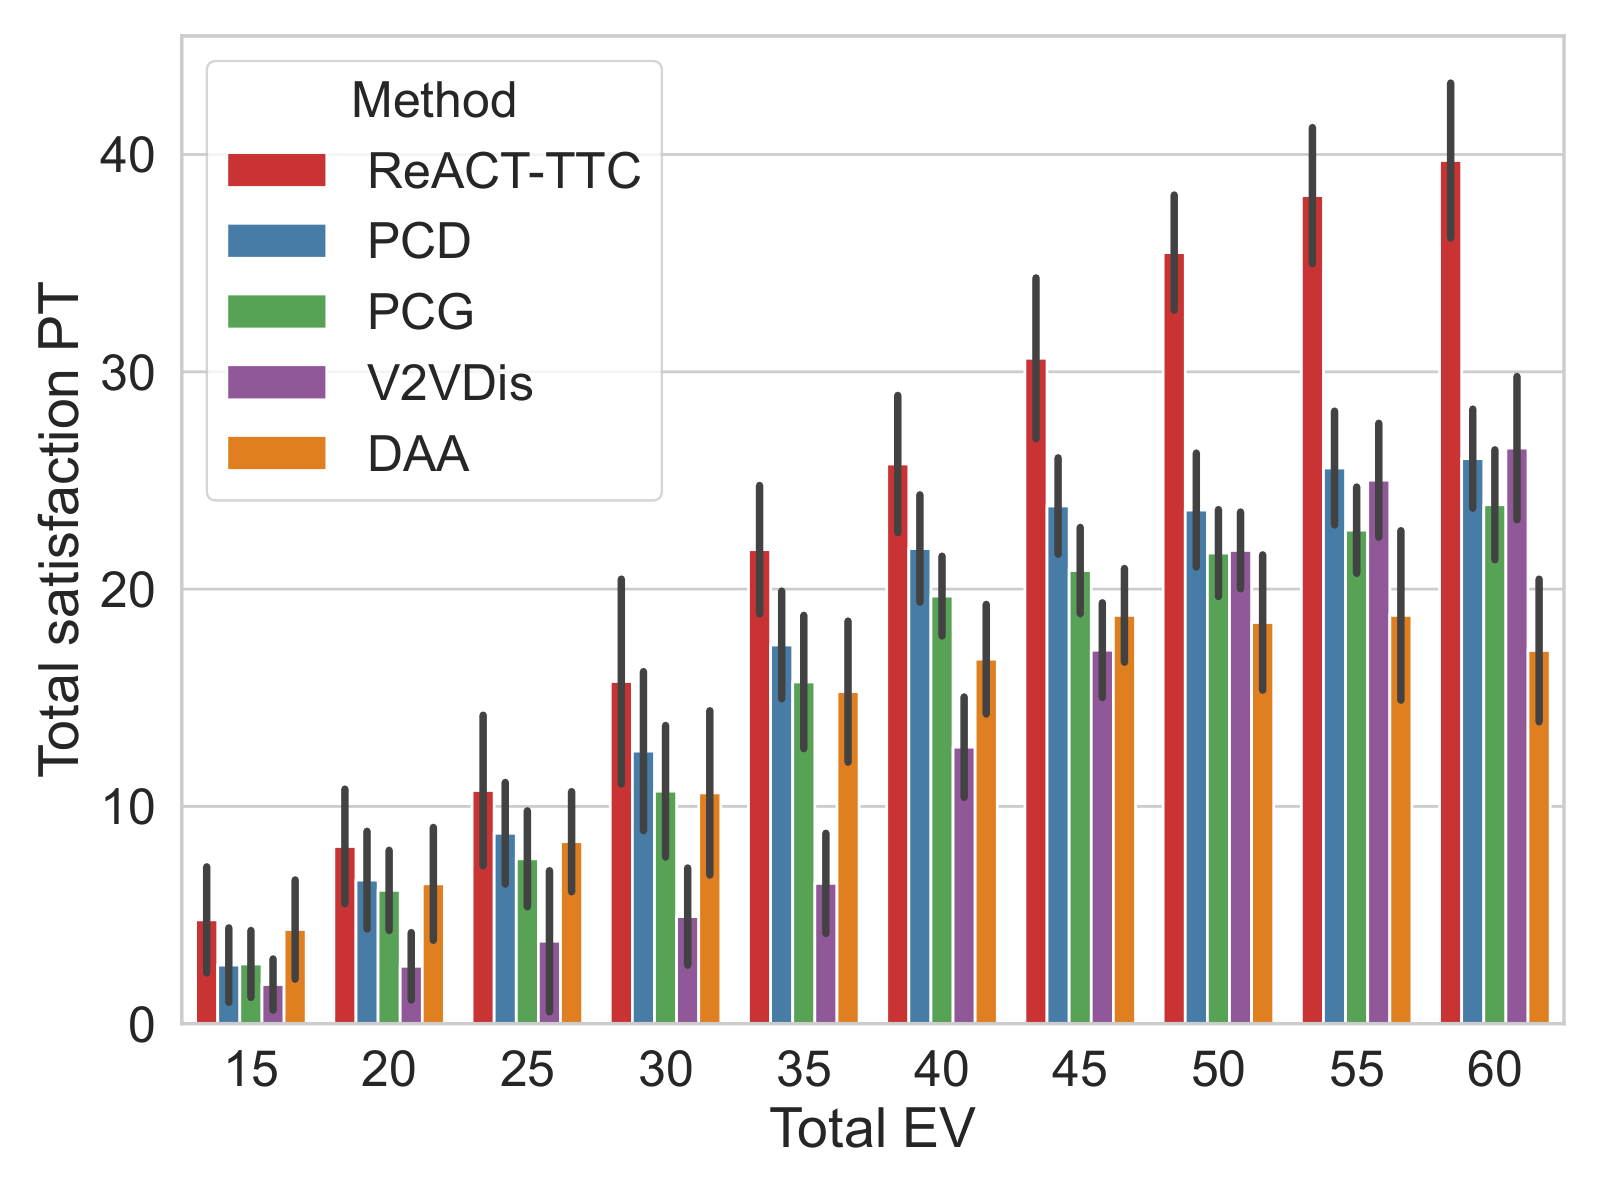 Method
ReACT-TTC
PCD
PCG
V2VDis
DAA
Total satisfaction PT
40
30
20
10
0
15 20 25 30 35 40 45 50 55 60
Total EV